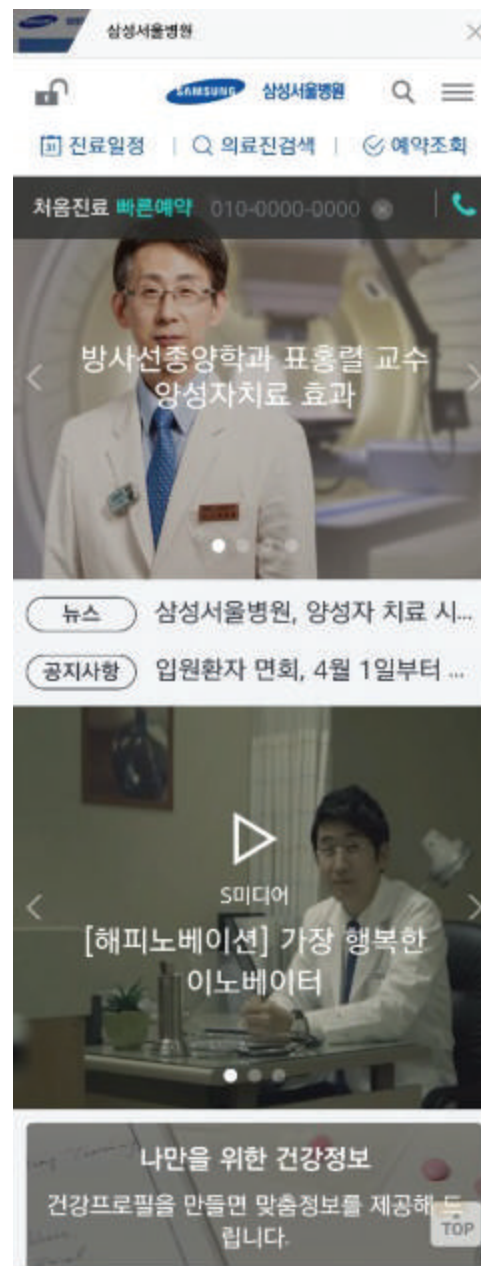 삼성서울병원
SAMSUNG 삼성서울병원
31 진료일정 | 의료진검색 | 예약조회
처음진료 빠른예약 010-0000-0000
방사선종양학과 표홍렬 교수
양성자치료 효과
뉴스 삼성서울병원, 양성자 치료 시...
공지사항 입원환자 면회, 4월 1일부터 ...
S미디어
[해피노베이션] 가장 행복한
이노베이터
나만을 위한 건강정보
건강프로필을 만들면 맞춤정보를 제공해 드
립니다.
TOP